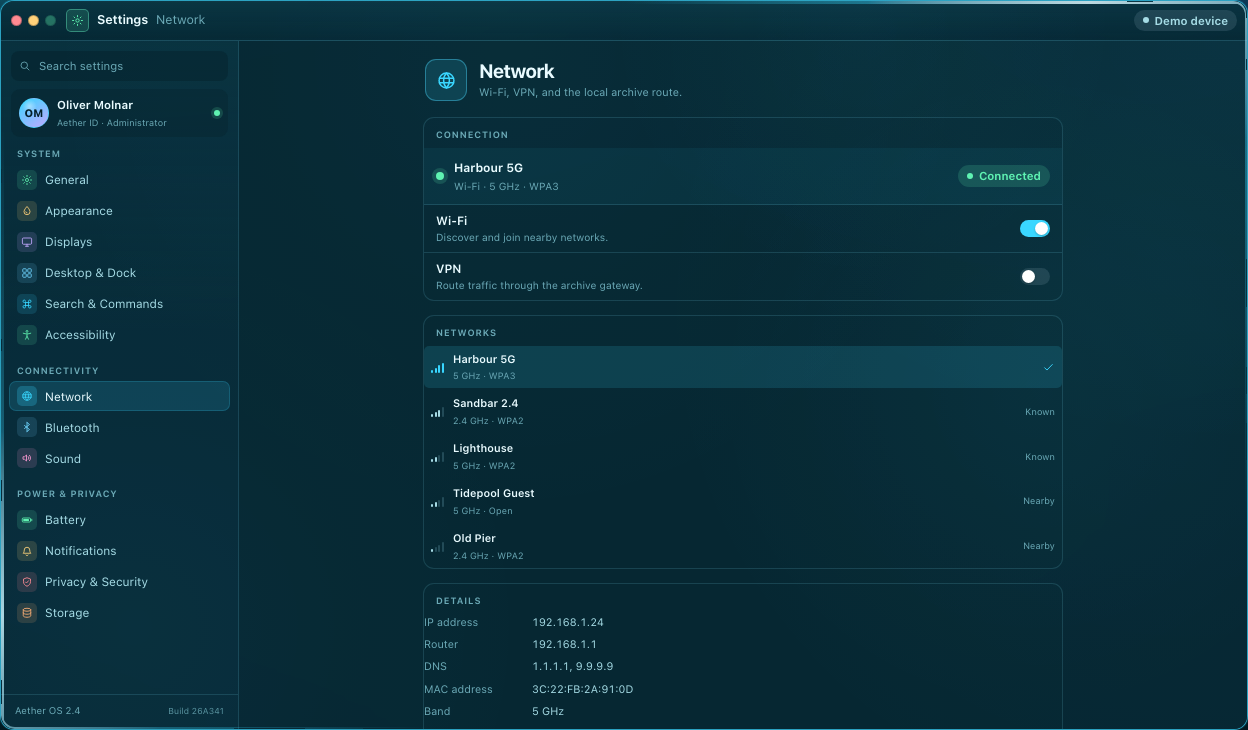 Settings Network
Demo device
Search settings
OM
Oliver Molnar
Aether ID · Administrator
SYSTEM
General
Appearance
Displays
Desktop & Dock
Search & Commands
Accessibility
CONNECTIVITY
Network
Bluetooth
Sound
POWER & PRIVACY
Battery
Notifications
Privacy & Security
Storage
Aether OS 2.4
Build 26A341
Network
Wi-Fi, VPN, and the local archive route.
CONNECTION
Harbour 5G
Wi-Fi · 5 GHz · WPA3
Connected
Wi-Fi
Discover and join nearby networks.
VPN
Route traffic through the archive gateway.
NETWORKS
Harbour 5G
5 GHz · WPA3
Sandbar 2.4
2.4 GHz · WPA2
Known
Lighthouse
5 GHz · WPA2
Known
Tidepool Guest
5 GHz · Open
Nearby
Old Pier
2.4 GHz · WPA2
Nearby
DETAILS
IP address 192.168.1.24
Router 192.168.1.1
DNS 1.1.1.1, 9.9.9.9
MAC address 3C:22:FB:2A:91:0D
Band 5 GHz